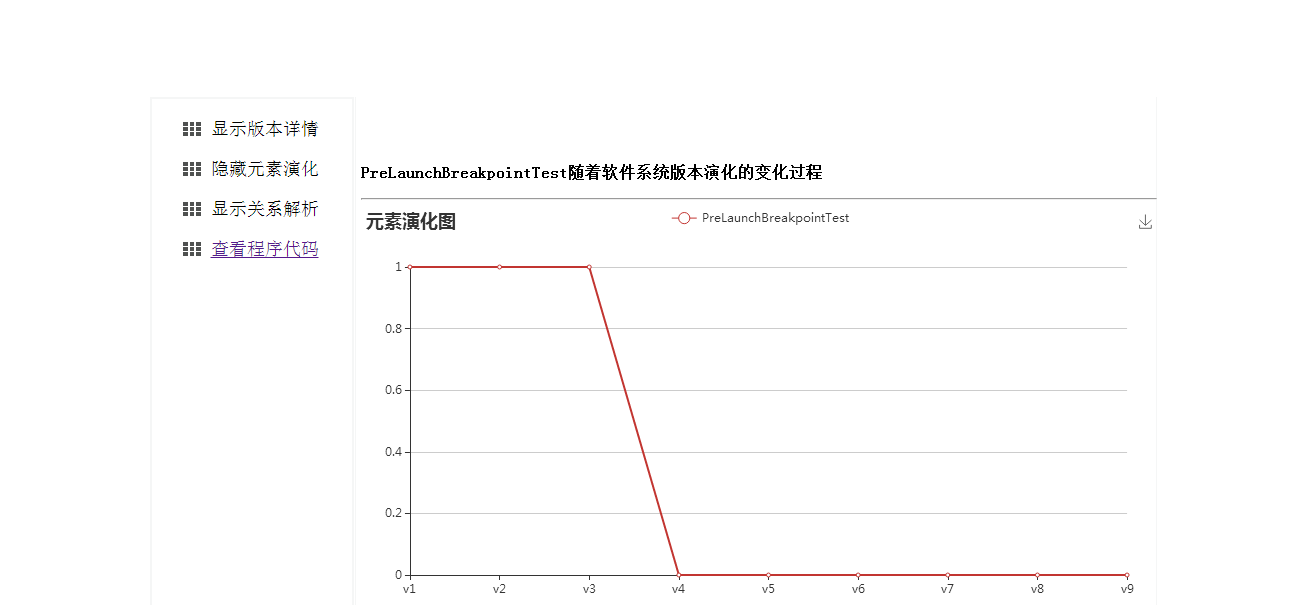 显示版本详情
隐藏元素演化
显示关系解析
查看程序代码
PreLaunchBreakpointTest随着软件系统版本演化的变化过程
元素演化图
PreLaunchBreakpointTest
1
0.8
0.6
0.4
0.2
0
v1 v2 v3 v4 v5 v6 v7 v8 v9